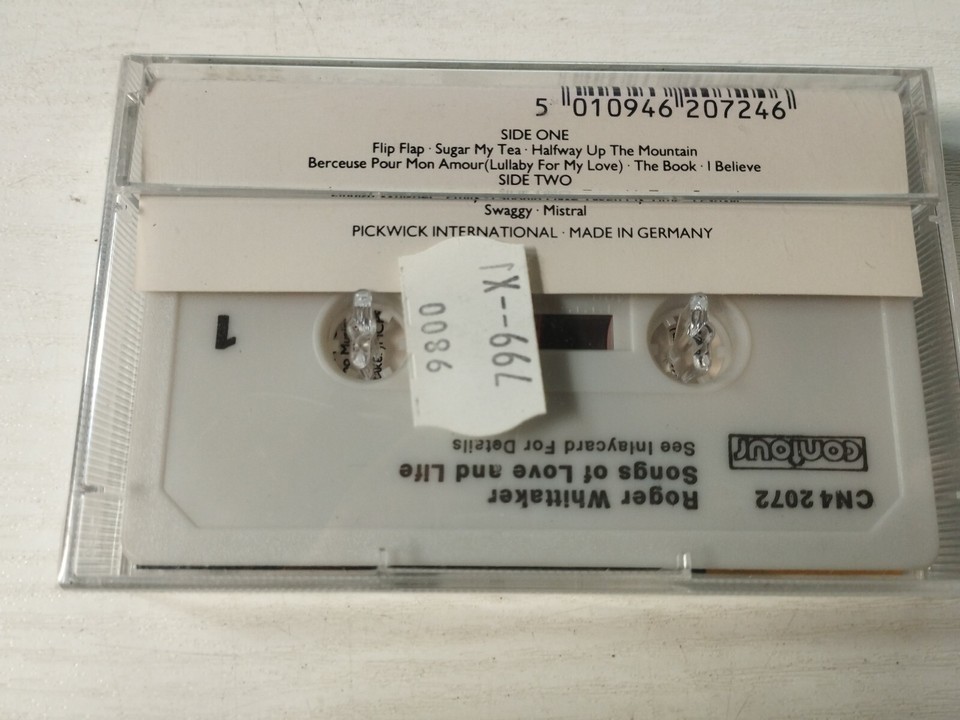 5 010946 207246
SIDE ONE
Flip Flap · Sugar My Tea · Halfway Up The Mountain
Berceuse Pour Mon Amour(Lullaby For My Love) · The Book · I Believe
SIDE TWO
Swaggy · Mistral
PICKWICK INTERNATIONAL · MADE IN GERMANY
799--XI
9800
1
CN4 2072
Roger Whittaker
Songs of Love and Life
See Inlaycard For Details
contour